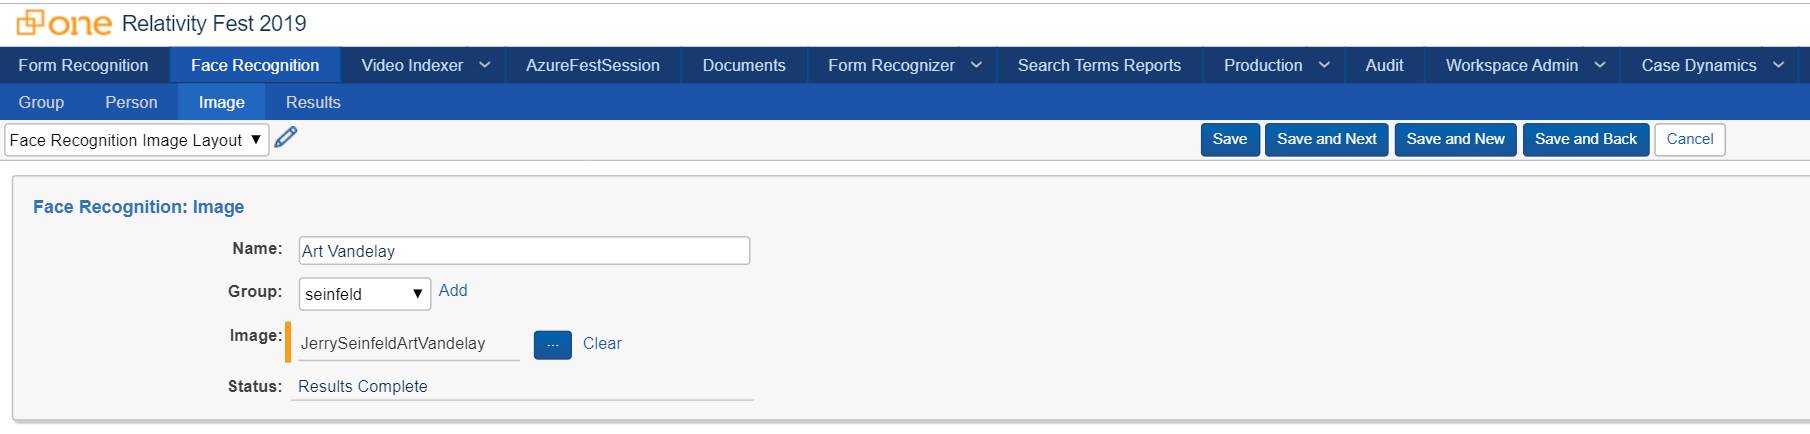 one Relativity Fest 2019
Form Recognition Face Recognition Video Indexer AzureFestSession Documents Form Recognizer Search Terms Reports Production Audit Workspace Admin Case Dynamics
Group Person Image Results
Face Recognition Image Layout Save Save and Next Save and New Save and Back Cancel
Face Recognition: Image
Name: Art Vandelay
Group: seinfeld Add
Image: JerrySeinfeldArtVandelay ... Clear
Status: Results Complete